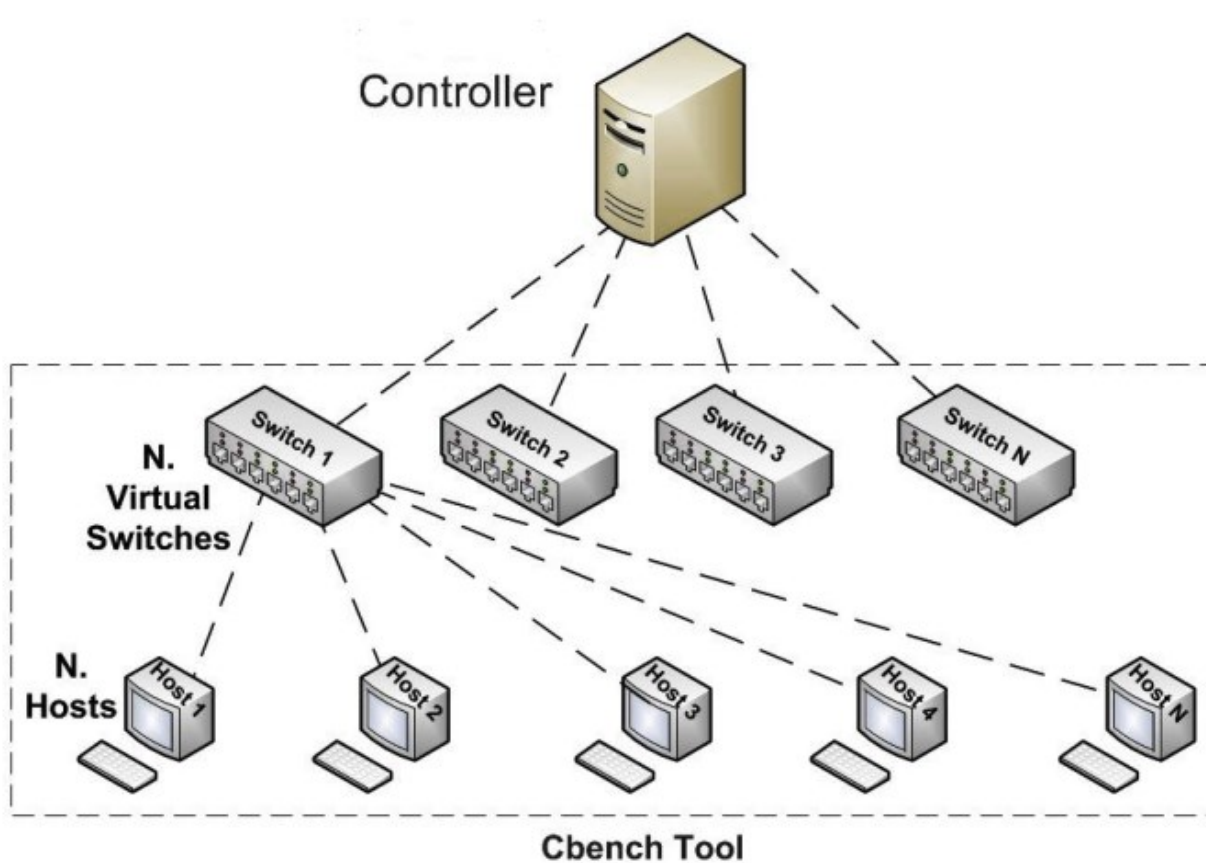 Controller
Switch 1
Switch 2
Switch 3
Switch N
N.
Virtual
Switches
N.
Hosts
Host 1
Host 2
Host 3
Host 4
Host N
Cbench Tool